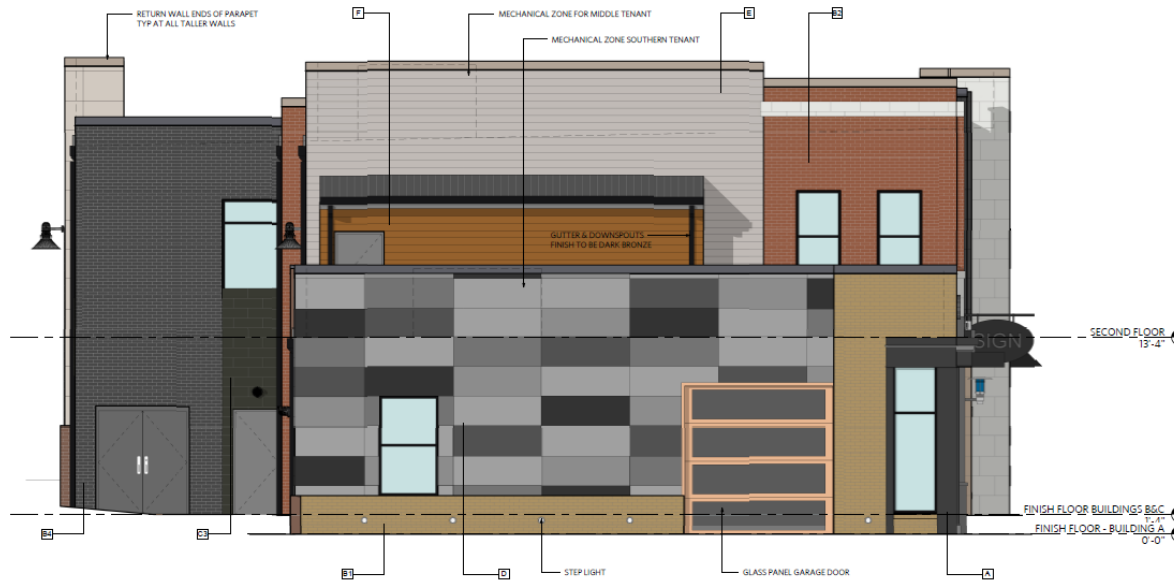 RETURN WALL ENDS OF PARAPET
TYP AT ALL TALLER WALLS
F
MECHANICAL ZONE FOR MIDDLE TENANT
E
B2
MECHANICAL ZONE SOUTHERN TENANT
GUTTER & DOWNSPOUTS
FINISH TO BE DARK BRONZE
SECOND FLOOR
13'-4"
SIGN
FINISH FLOOR BUILDINGS B&C
1'-4"
FINISH FLOOR - BUILDING A
0'-0"
B4
C3
B1
D
STEP LIGHT
GLASS PANEL GARAGE DOOR
A